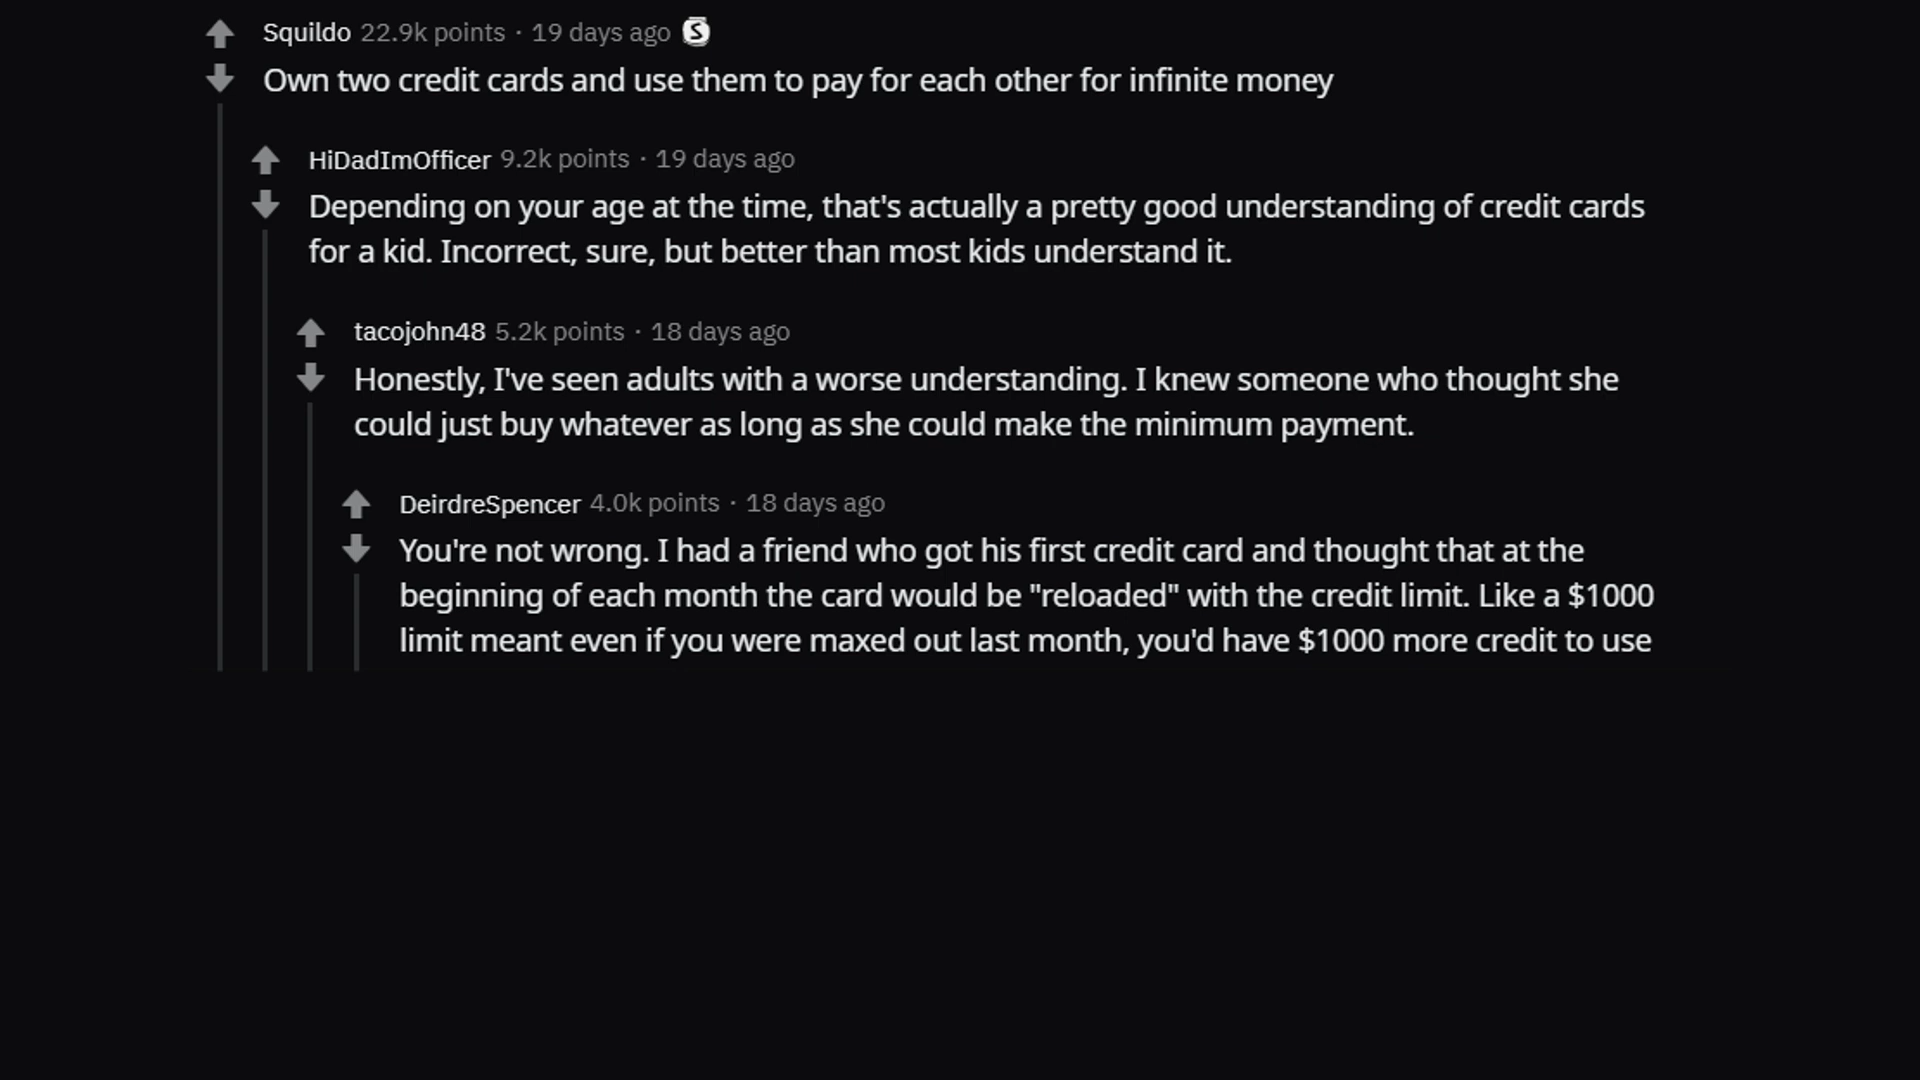 Squildo 22.9k points · 19 days ago S
Own two credit cards and use them to pay for each other for infinite money
HiDadImOfficer 9.2k points · 19 days ago
Depending on your age at the time, that's actually a pretty good understanding of credit cards
for a kid. Incorrect, sure, but better than most kids understand it.
tacojohn48 5.2k points · 18 days ago
Honestly, I've seen adults with a worse understanding. I knew someone who thought she
could just buy whatever as long as she could make the minimum payment.
DeirdreSpencer 4.0k points · 18 days ago
You're not wrong. I had a friend who got his first credit card and thought that at the
beginning of each month the card would be "reloaded" with the credit limit. Like a $1000
limit meant even if you were maxed out last month, you'd have $1000 more credit to use